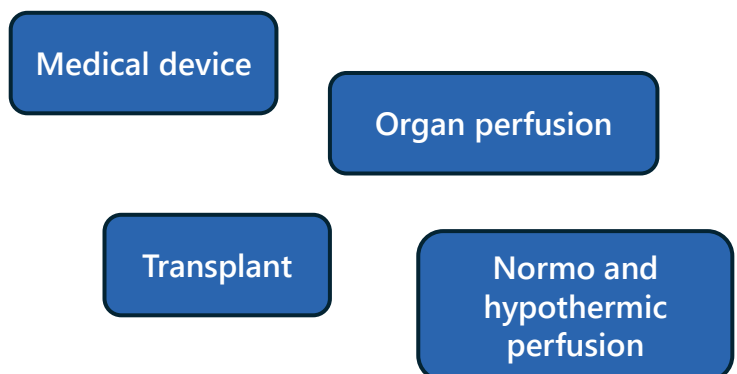 Medical device
Organ perfusion
Transplant
Normo and
hypothermic
perfusion